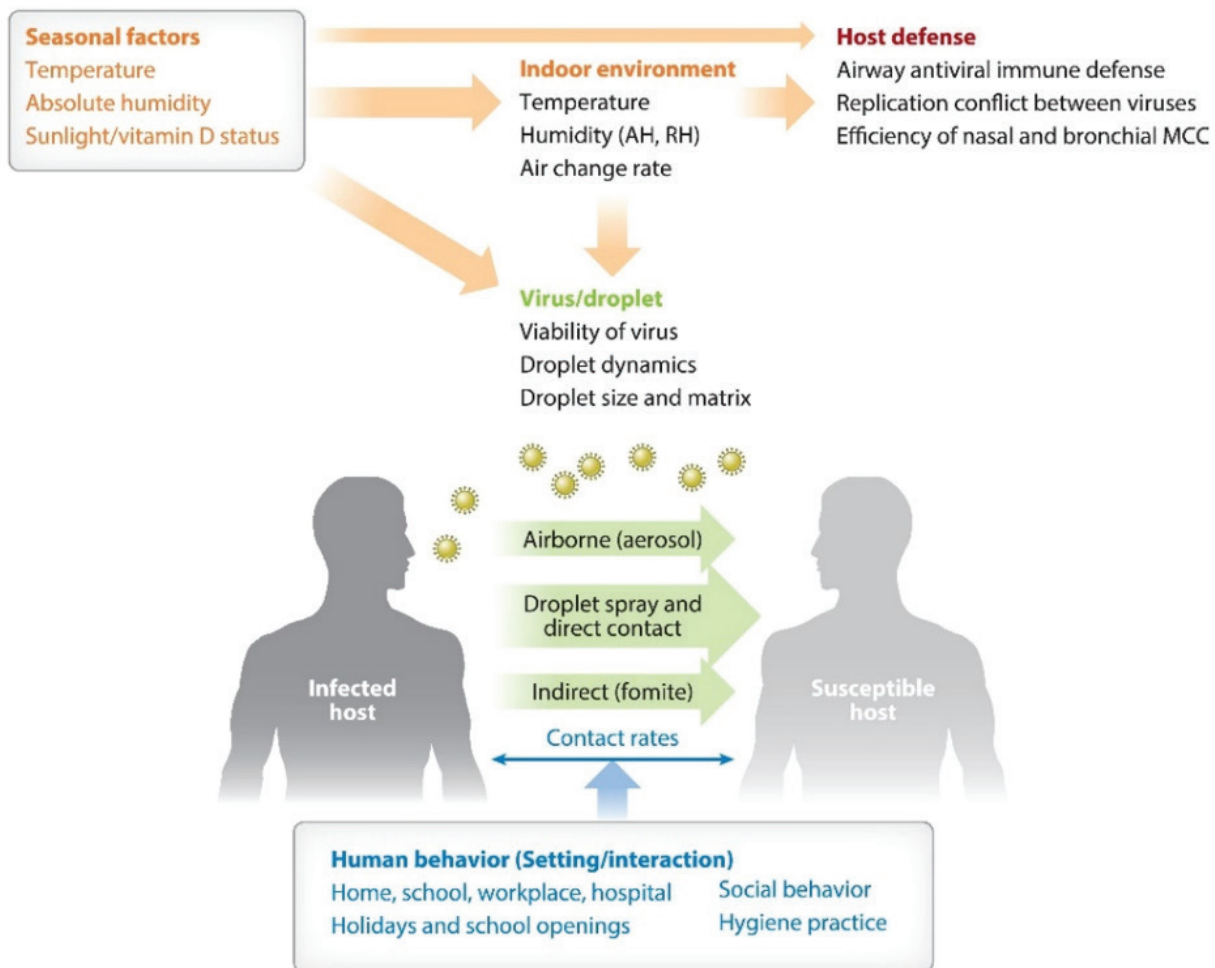 Seasonal factors
Temperature
Absolute humidity
Sunlight/vitamin D status
Indoor environment
Temperature
Humidity (AH, RH)
Air change rate
Host defense
Airway antiviral immune defense
Replication conflict between viruses
Efficiency of nasal and bronchial MCC
Virus/droplet
Viability of virus
Droplet dynamics
Droplet size and matrix
Airborne (aerosol)
Droplet spray and
direct contact
Indirect (fomite)
Infected
host
Susceptible
host
Contact rates
Human behavior (Setting/interaction)
Home, school, workplace, hospital
Holidays and school openings
Social behavior
Hygiene practice